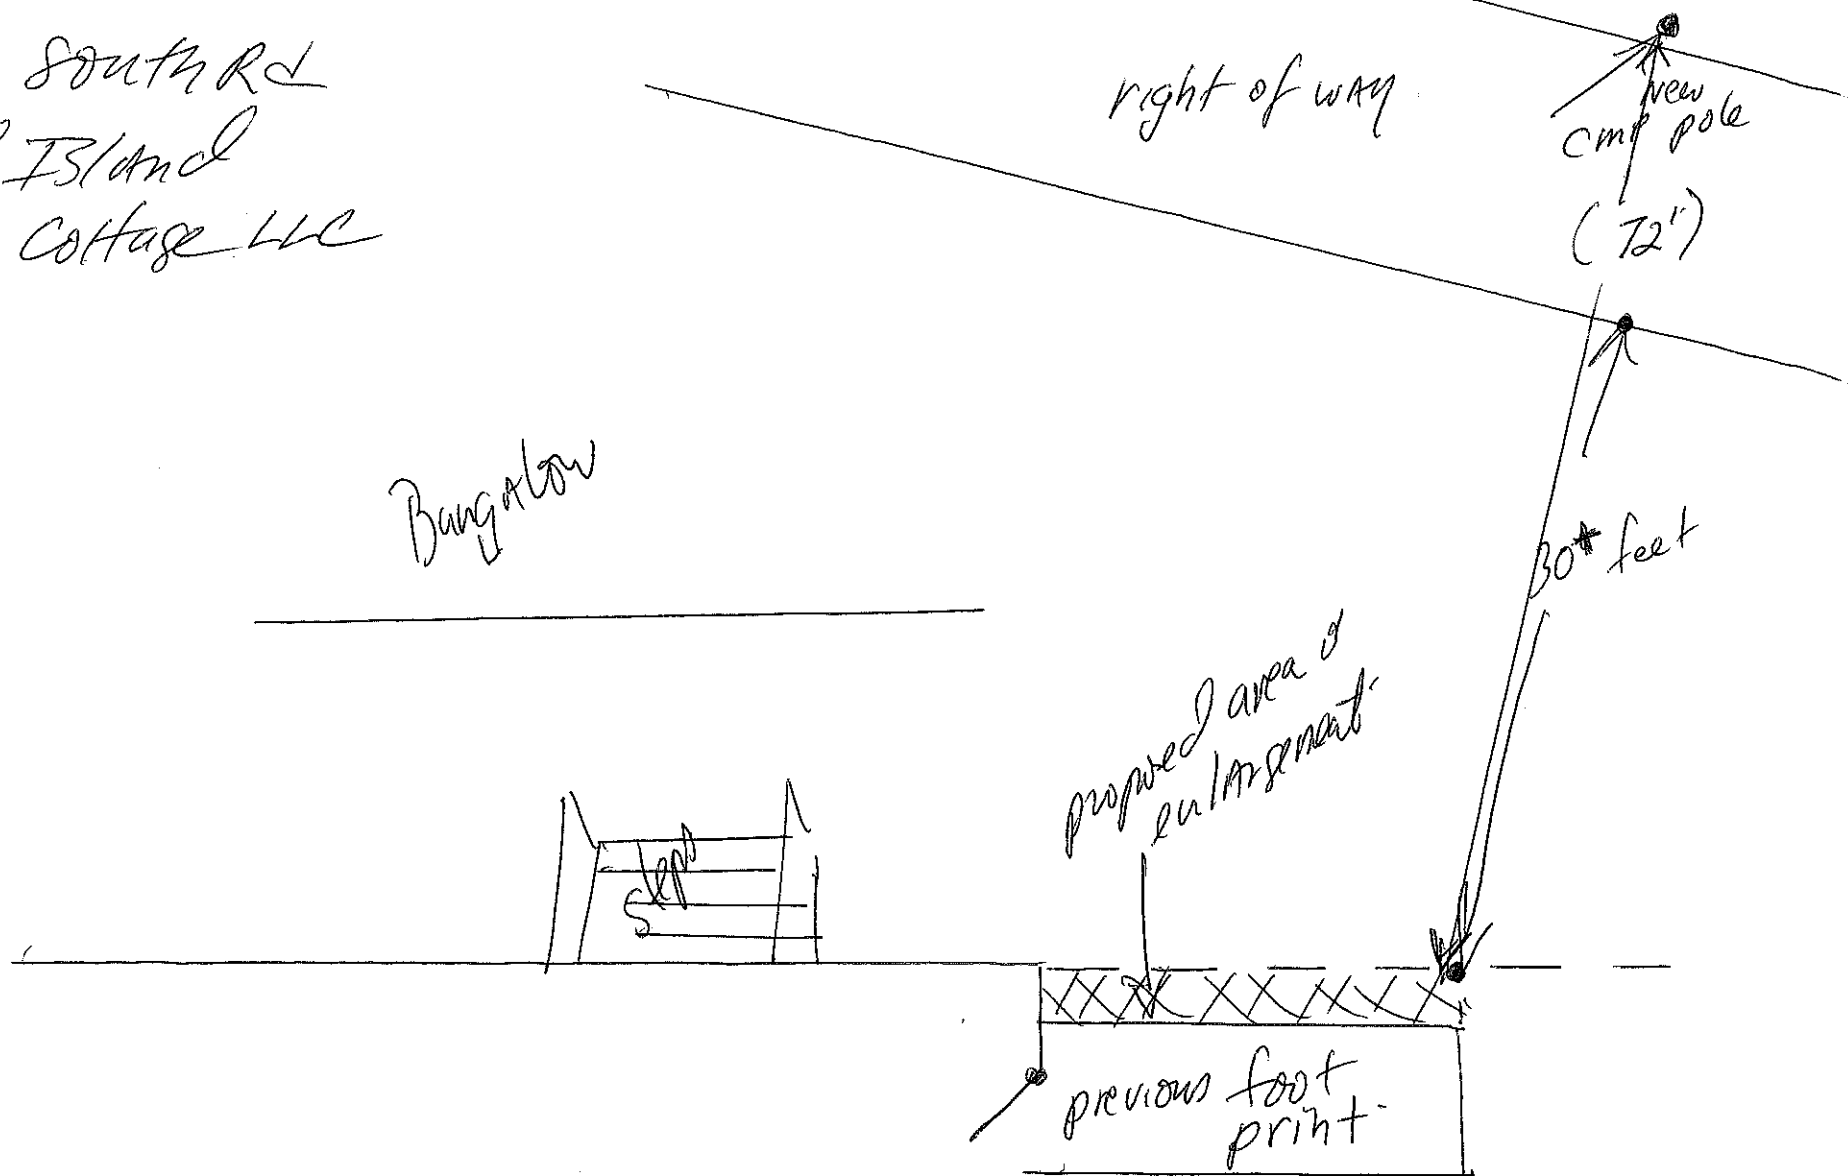 South Rd
Island
Cottage LLC
right of way
New
cmp pole
(72")
Bungalow
30* feet
proposed area of
enlargement
step
previous foot
print